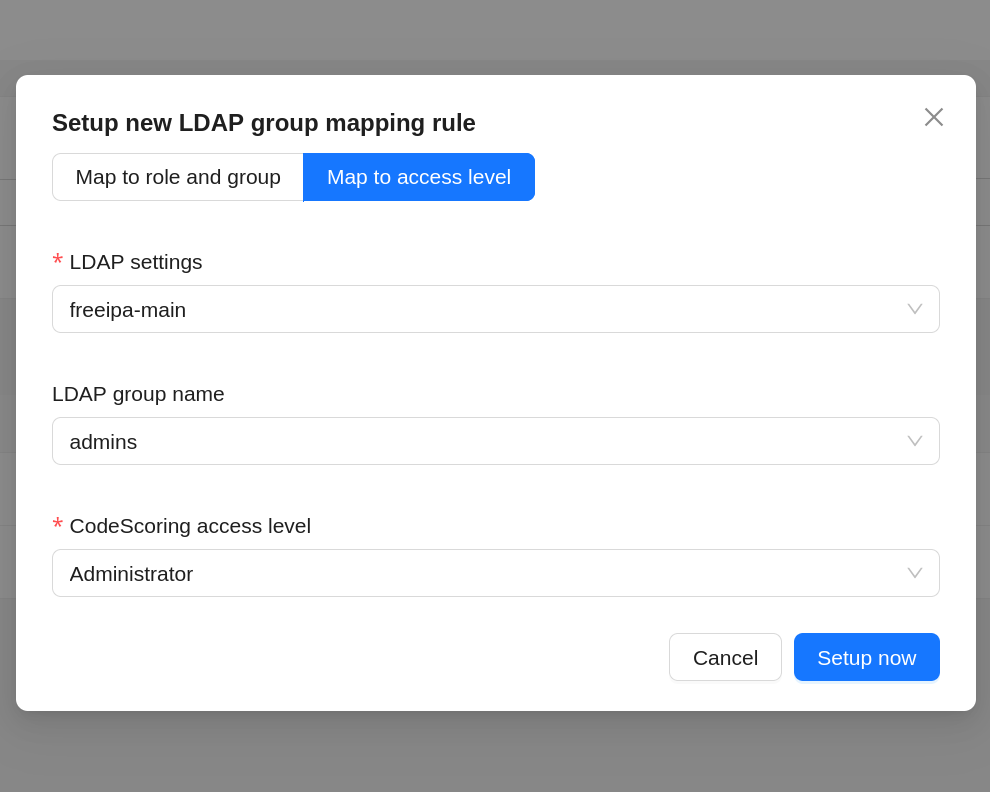 Setup new LDAP group mapping rule
Map to role and group Map to access level
* LDAP settings
freeipa-main
LDAP group name
admins
* CodeScoring access level
Administrator
Cancel Setup now